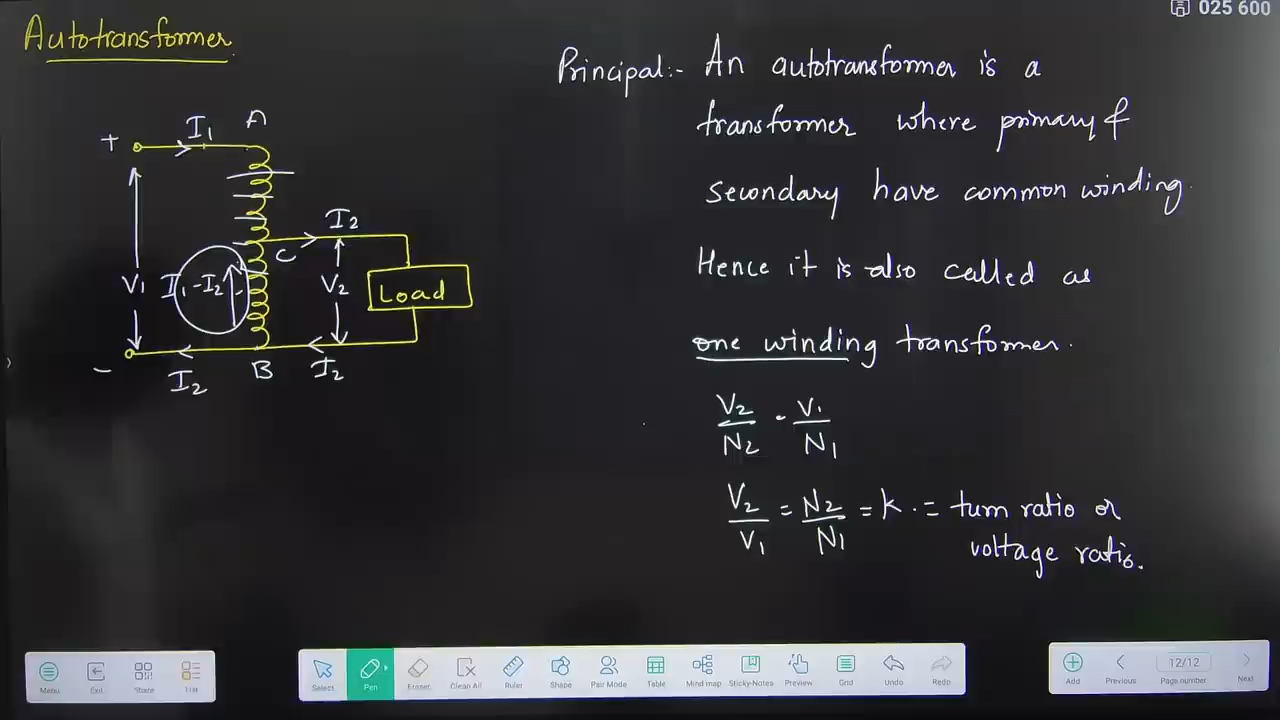 Autotransformer
025 600
Principal:- An autotransformer is a
transformer where primary &
secondary have common winding.
Hence it is also called as
one winding transformer.
V2/N2 = V1/N1
V2/V1 = N2/N1 = K. = turn ratio or
voltage ratio.
+ I1 A
I2
C
V1 I1-I2 V2 Load
- I2 B I2
Menu Exit Share List
Select Pen Eraser Clean All Ruler Shape Pair Mode Table Mind map Sticky-Notes Preview Grid Undo Redo
Add Previous 12/12 Page number Next